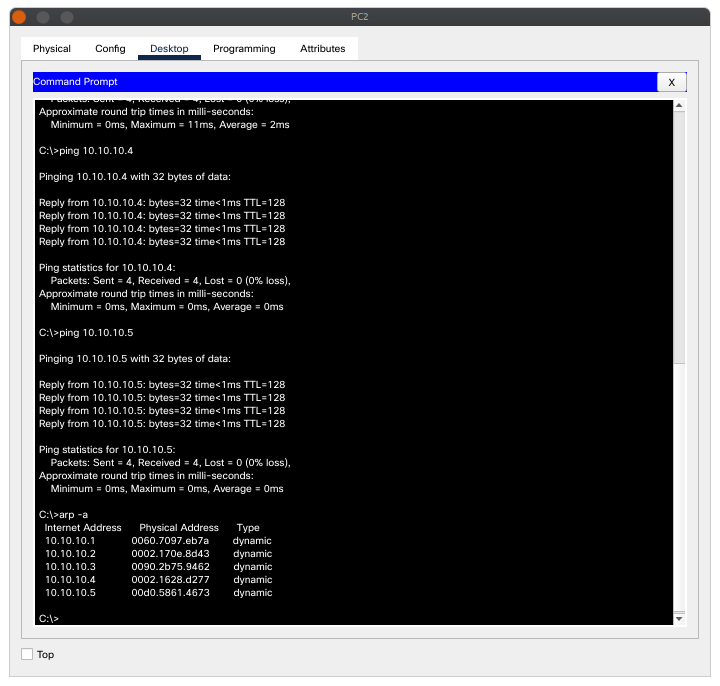 PC2
Physical Config Desktop Programming Attributes
Command Prompt
X
Packets: Sent = 4, Received = 4, Lost = 0 (0% loss),
Approximate round trip times in milli-seconds:
Minimum = 0ms, Maximum = 11ms, Average = 2ms
C:\>ping 10.10.10.4
Pinging 10.10.10.4 with 32 bytes of data:
Reply from 10.10.10.4: bytes=32 time<1ms TTL=128
Reply from 10.10.10.4: bytes=32 time<1ms TTL=128
Reply from 10.10.10.4: bytes=32 time<1ms TTL=128
Reply from 10.10.10.4: bytes=32 time<1ms TTL=128
Ping statistics for 10.10.10.4:
Packets: Sent = 4, Received = 4, Lost = 0 (0% loss),
Approximate round trip times in milli-seconds:
Minimum = 0ms, Maximum = 0ms, Average = 0ms
C:\>ping 10.10.10.5
Pinging 10.10.10.5 with 32 bytes of data:
Reply from 10.10.10.5: bytes=32 time<1ms TTL=128
Reply from 10.10.10.5: bytes=32 time<1ms TTL=128
Reply from 10.10.10.5: bytes=32 time<1ms TTL=128
Reply from 10.10.10.5: bytes=32 time<1ms TTL=128
Ping statistics for 10.10.10.5:
Packets: Sent = 4, Received = 4, Lost = 0 (0% loss),
Approximate round trip times in milli-seconds:
Minimum = 0ms, Maximum = 0ms, Average = 0ms
C:\>arp -a
Internet Address Physical Address Type
10.10.10.1 0060.7097.eb7a dynamic
10.10.10.2 0002.170e.8d43 dynamic
10.10.10.3 0090.2b75.9462 dynamic
10.10.10.4 0002.1628.d277 dynamic
10.10.10.5 00d0.5861.4673 dynamic
C:\>
Top